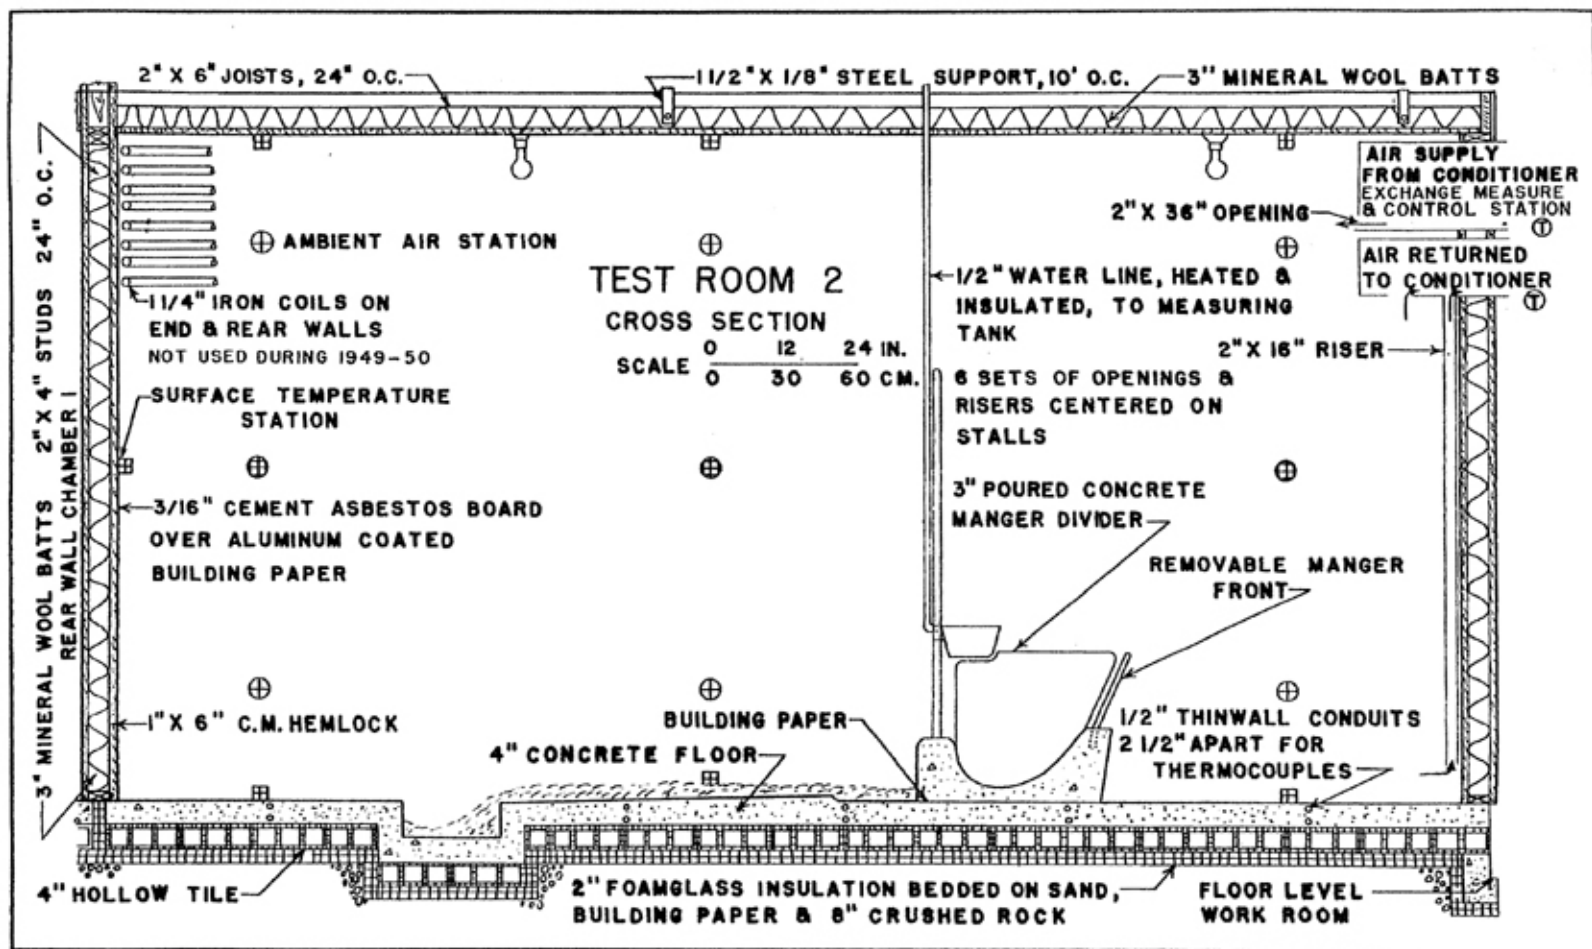 2" X 6" JOISTS, 24" O.C.
1 1/2" X 1/8" STEEL SUPPORT, 10' O.C.
3" MINERAL WOOL BATTS
AIR SUPPLY
FROM CONDITIONER
EXCHANGE MEASURE
& CONTROL STATION
T
2" X 36" OPENING
AIR RETURNED
TO CONDITIONER
T
AMBIENT AIR STATION
TEST ROOM 2
CROSS SECTION
SCALE
0 12 24 IN.
0 30 60 CM.
1/2" WATER LINE, HEATED &
INSULATED, TO MEASURING
TANK
1 1/4" IRON COILS ON
END & REAR WALLS
NOT USED DURING 1949-50
2" X 16" RISER
6 SETS OF OPENINGS &
RISERS CENTERED ON
STALLS
SURFACE TEMPERATURE
STATION
3" MINERAL WOOL BATTS 2" X 4" STUDS 24" O.C.
REAR WALL CHAMBER I
3/16" CEMENT ASBESTOS BOARD
OVER ALUMINUM COATED
BUILDING PAPER
3" POURED CONCRETE
MANGER DIVIDER
REMOVABLE MANGER
FRONT
1" X 6" C.M. HEMLOCK
BUILDING PAPER
4" CONCRETE FLOOR
1/2" THINWALL CONDUITS
2 1/2" APART FOR
THERMOCOUPLES
4" HOLLOW TILE
2" FOAMGLASS INSULATION BEDDED ON SAND,
BUILDING PAPER & 8" CRUSHED ROCK
FLOOR LEVEL
WORK ROOM